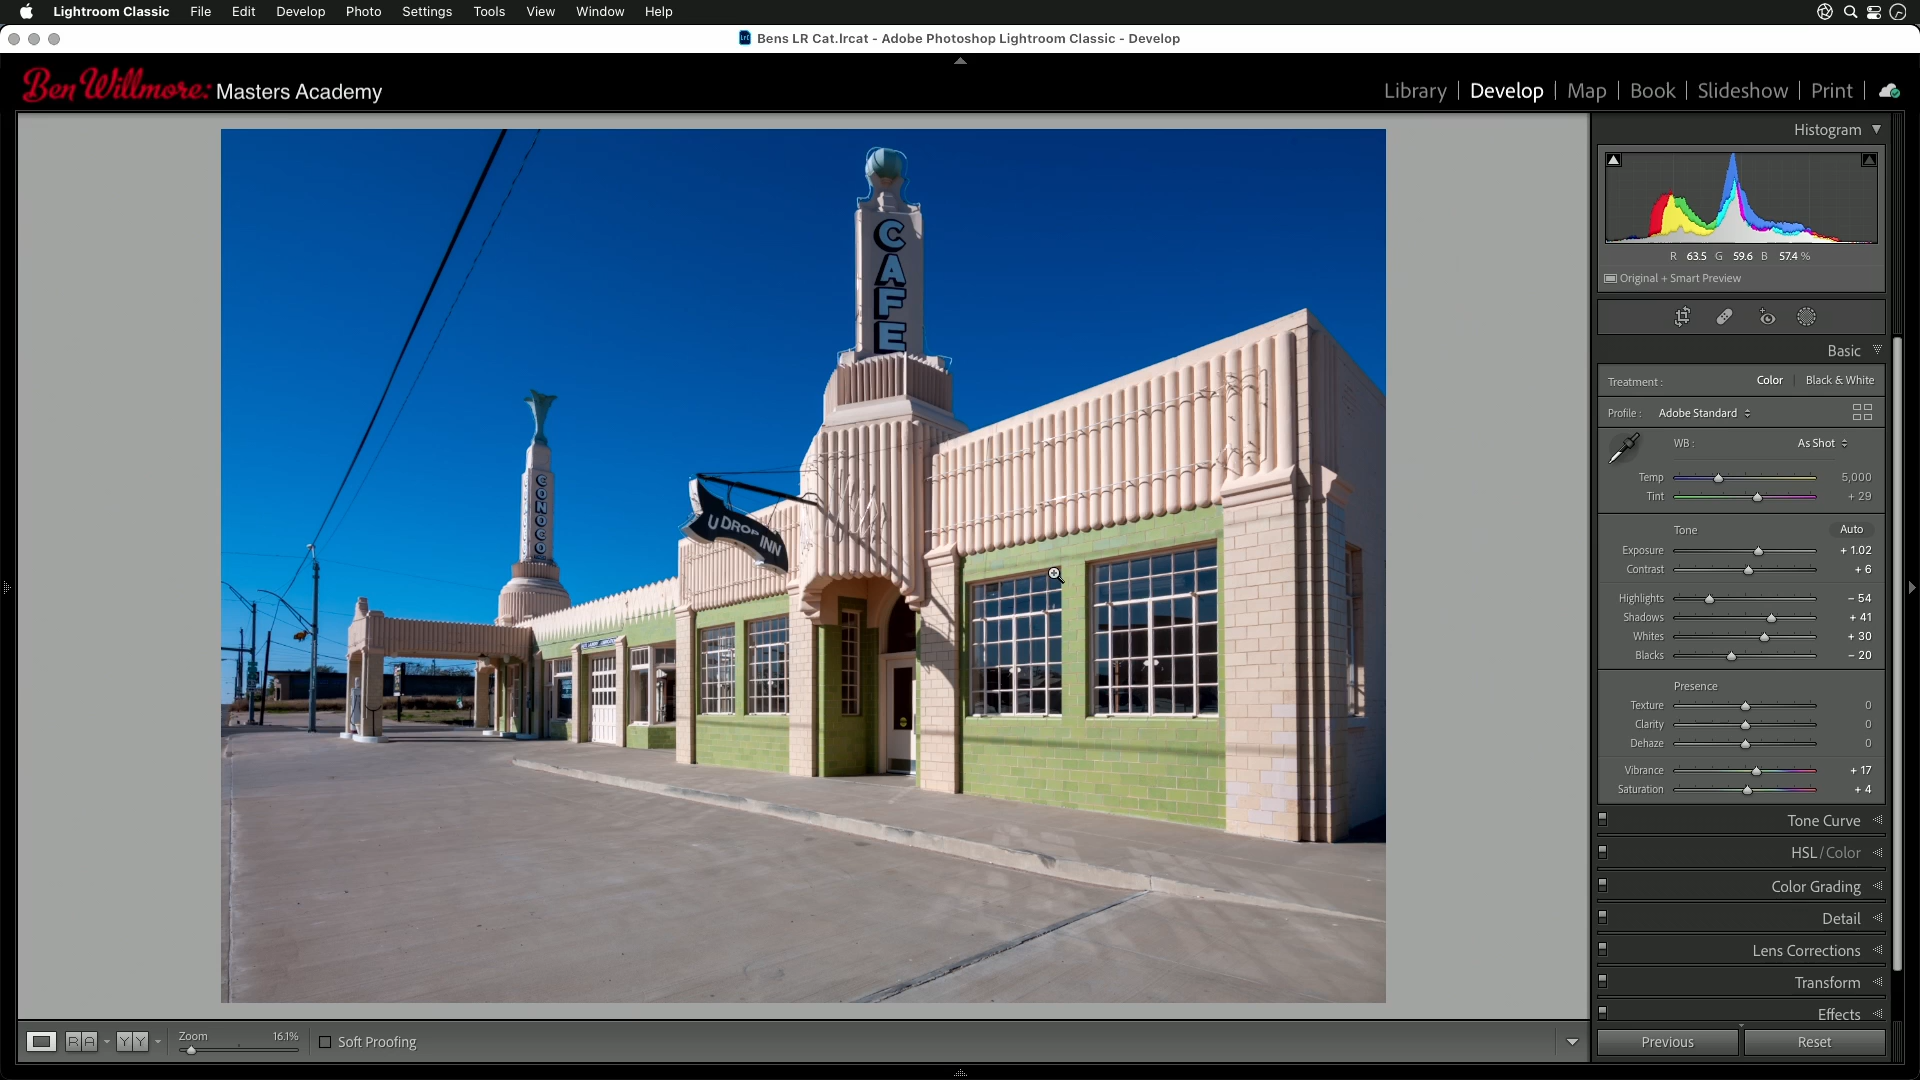 Lightroom Classic File Edit Develop Photo Settings Tools View Window Help
Bens LR Cat.lrcat - Adobe Photoshop Lightroom Classic - Develop
Ben Willmore: Masters Academy
Library | Develop | Map | Book | Slideshow | Print |
Histogram
R 63.5 G 59.6 B 57.4 %
Original + Smart Preview
Basic
Treatment : Color | Black & White
Profile : Adobe Standard
WB : As Shot
Temp 5,000
Tint + 29
Tone Auto
Exposure + 1.02
Contrast + 6
Highlights – 54
Shadows + 41
Whites + 30
Blacks – 20
Presence
Texture 0
Clarity 0
Dehaze 0
Vibrance + 17
Saturation + 4
Tone Curve
HSL / Color
Color Grading
Detail
Lens Corrections
Transform
Effects
Previous Reset
CAFE
CONOCO
U DROP INN
R A Y Y Zoom 16.1% Soft Proofing